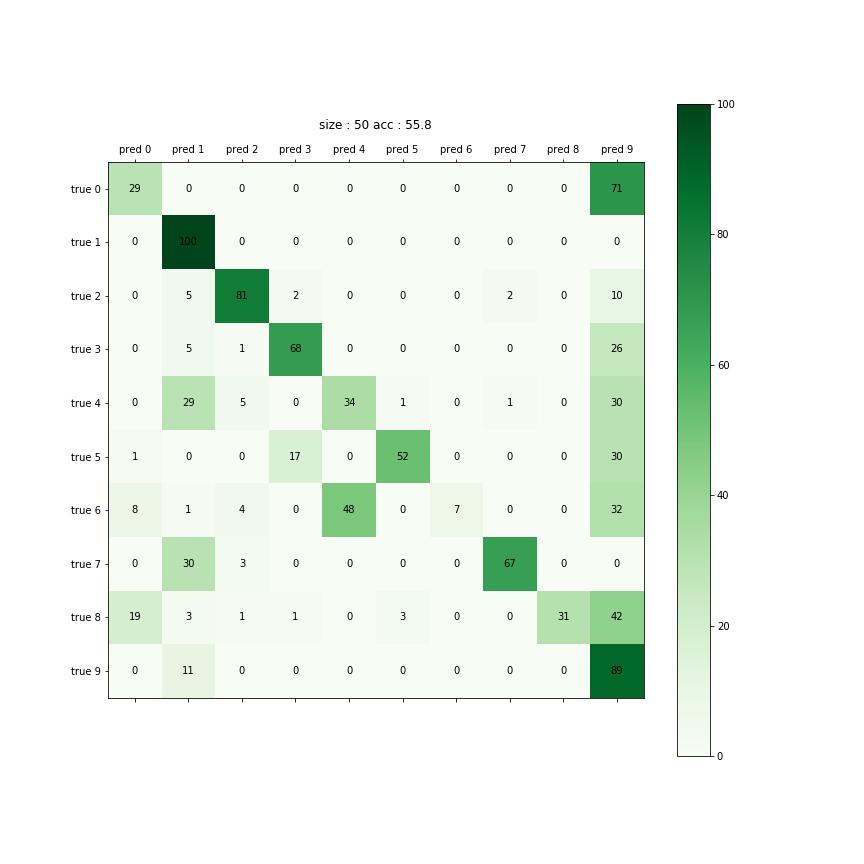 size : 50 acc : 55.8
pred 0 pred 1 pred 2 pred 3 pred 4 pred 5 pred 6 pred 7 pred 8 pred 9
true 0 29 0 0 0 0 0 0 0 0 71
true 1 0 100 0 0 0 0 0 0 0 0
true 2 0 5 81 2 0 0 0 2 0 10
true 3 0 5 1 68 0 0 0 0 0 26
true 4 0 29 5 0 34 1 0 1 0 30
true 5 1 0 0 17 0 52 0 0 0 30
true 6 8 1 4 0 48 0 7 0 0 32
true 7 0 30 3 0 0 0 0 67 0 0
true 8 19 3 1 1 0 3 0 0 31 42
true 9 0 11 0 0 0 0 0 0 0 89
100
80
60
40
20
0